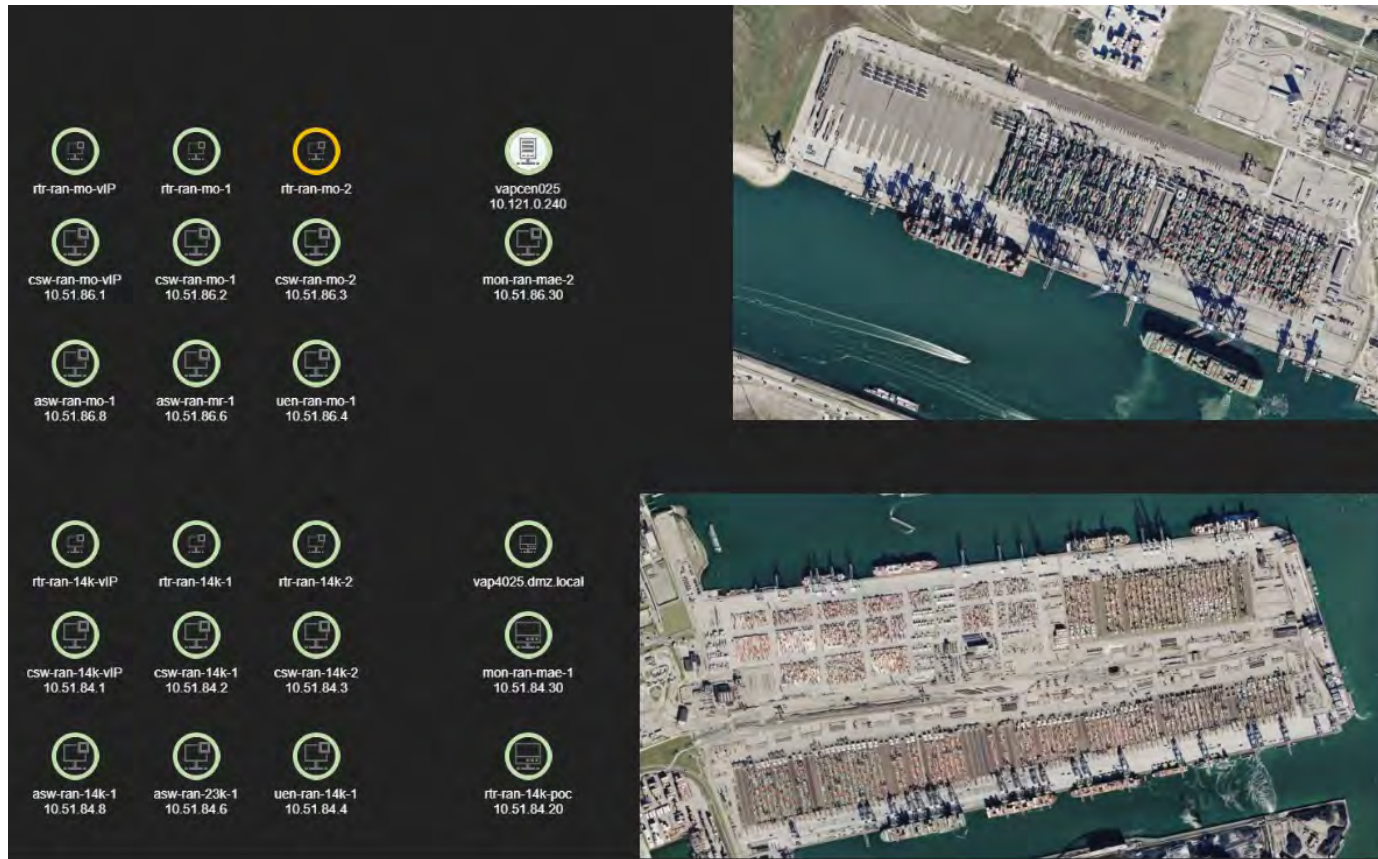 rtr-ran-mo-vIP
rtr-ran-mo-1
rtr-ran-mo-2
vapcen025
10.121.0.240
csw-ran-mo-vIP
10.51.86.1
csw-ran-mo-1
10.51.86.2
csw-ran-mo-2
10.51.86.3
mon-ran-mae-2
10.51.86.30
asw-ran-mo-1
10.51.86.8
asw-ran-mr-1
10.51.86.6
uen-ran-mo-1
10.51.86.4
rtr-ran-14k-vIP
rtr-ran-14k-1
rtr-ran-14k-2
vap4025.dmz.local
csw-ran-14k-vIP
10.51.84.1
csw-ran-14k-1
10.51.84.2
csw-ran-14k-2
10.51.84.3
mon-ran-mae-1
10.51.84.30
asw-ran-14k-1
10.51.84.8
asw-ran-23k-1
10.51.84.6
uen-ran-14k-1
10.51.84.4
rtr-ran-14k-poc
10.51.84.20